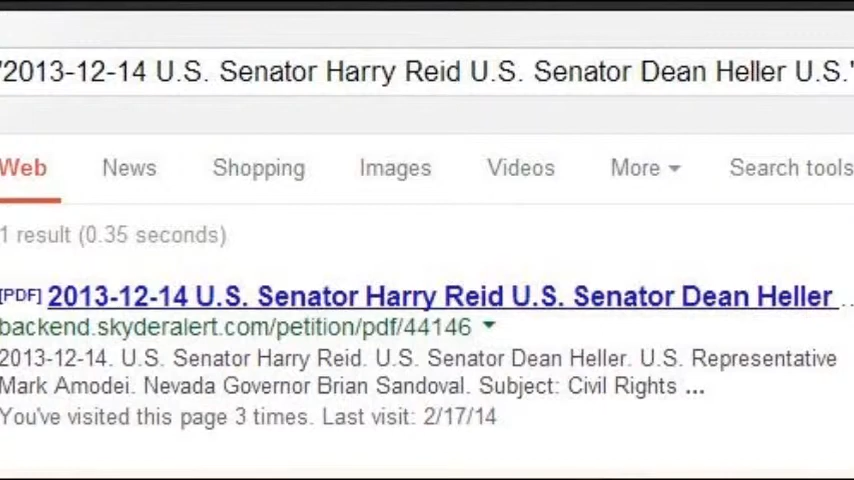 "2013-12-14 U.S. Senator Harry Reid U.S. Senator Dean Heller U.S."
Web News Shopping Images Videos More Search tools
1 result (0.35 seconds)
[PDF] 2013-12-14 U.S. Senator Harry Reid U.S. Senator Dean Heller ...
backend.skyderalert.com/petition/pdf/44146
2013-12-14. U.S. Senator Harry Reid. U.S. Senator Dean Heller. U.S. Representative
Mark Amodei. Nevada Governor Brian Sandoval. Subject: Civil Rights ...
You've visited this page 3 times. Last visit: 2/17/14